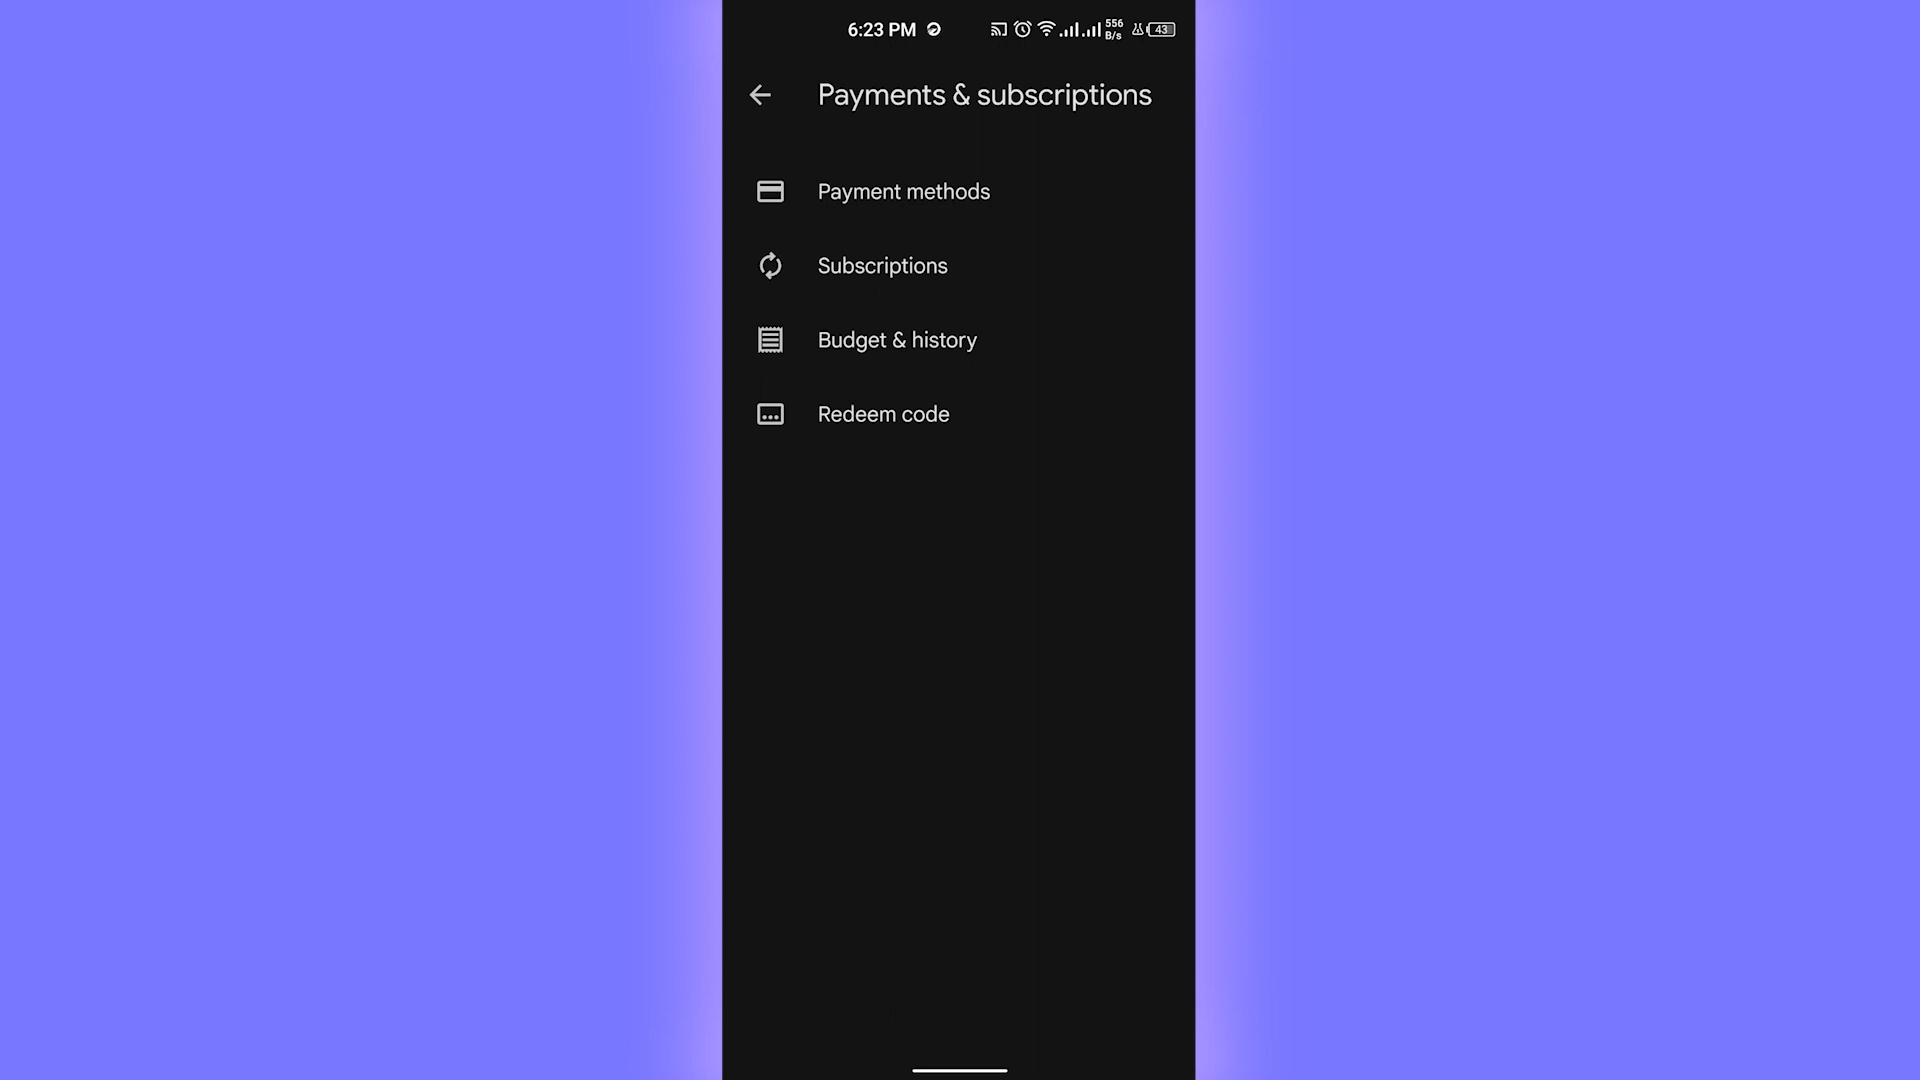 6:23 PM 556 B/s 43
Payments & subscriptions
Payment methods
Subscriptions
Budget & history
Redeem code